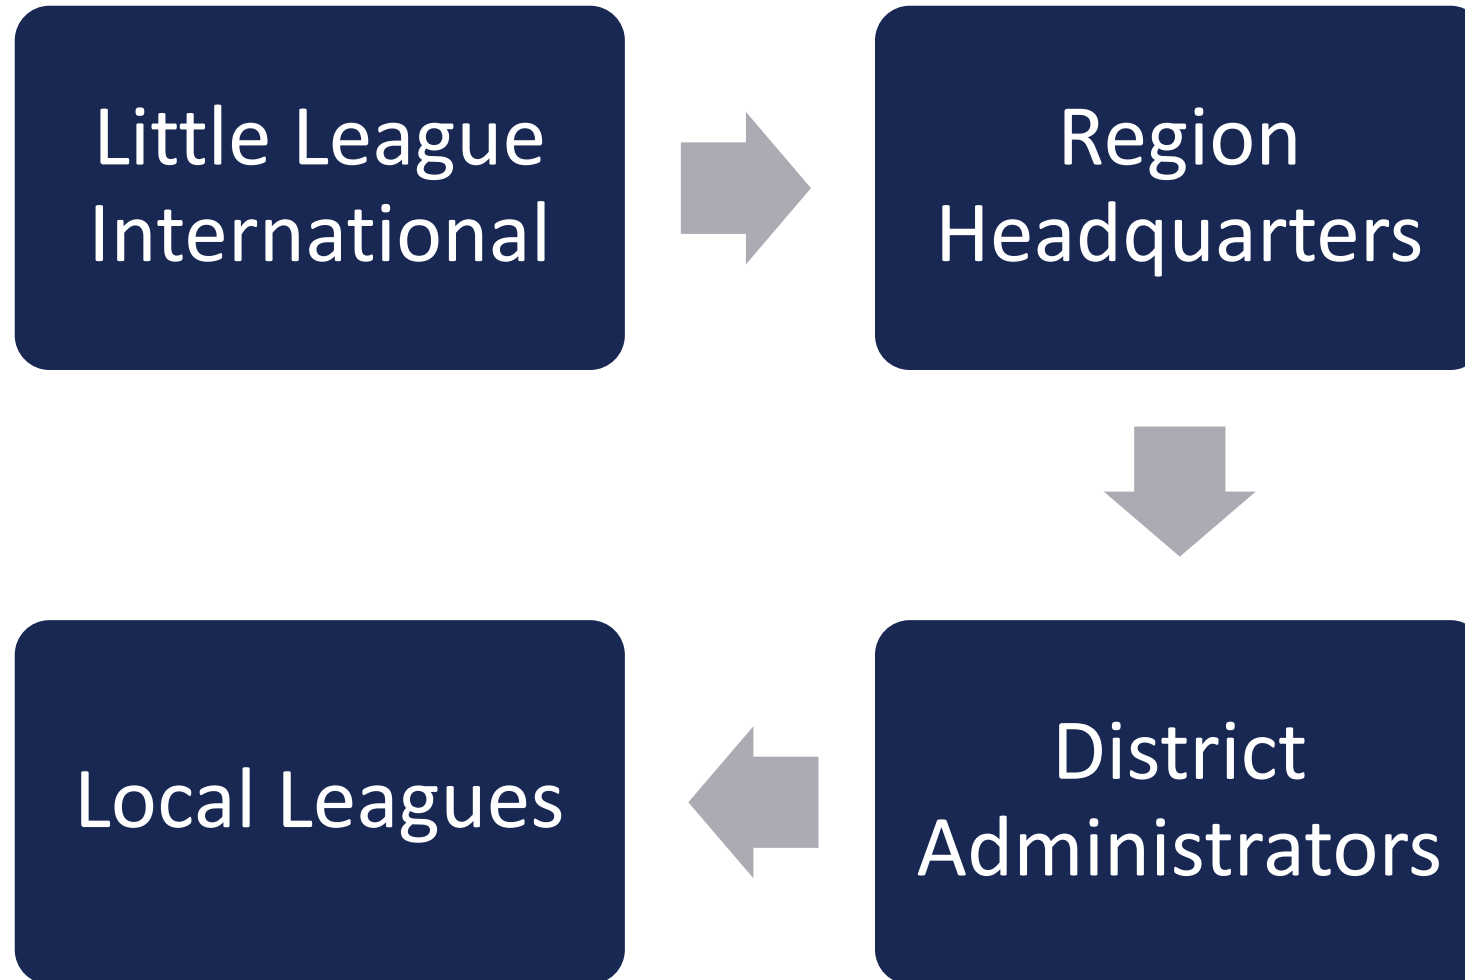 Little League
International
Region
Headquarters
District
Administrators
Local Leagues